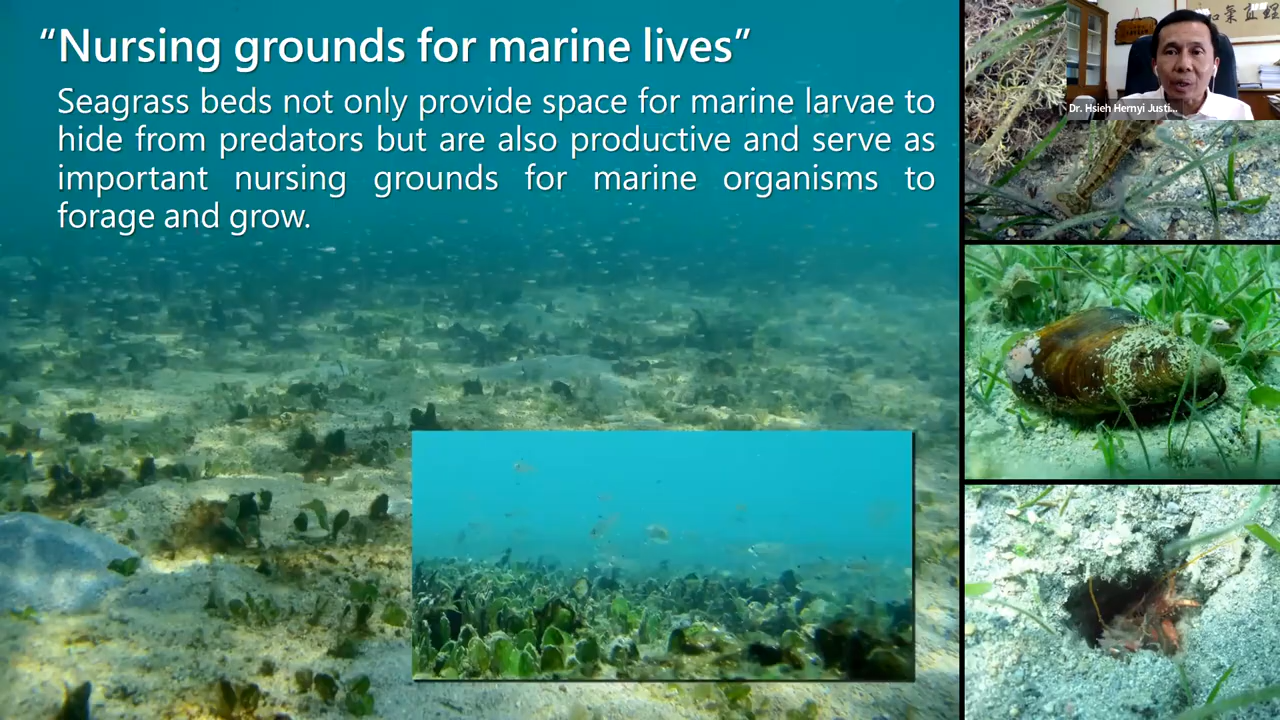 “Nursing grounds for marine lives”
Seagrass beds not only provide space for marine larvae to
hide from predators but are also productive and serve as
important nursing grounds for marine organisms to
forage and grow.
Dr. Hsieh Hernyi Justi...